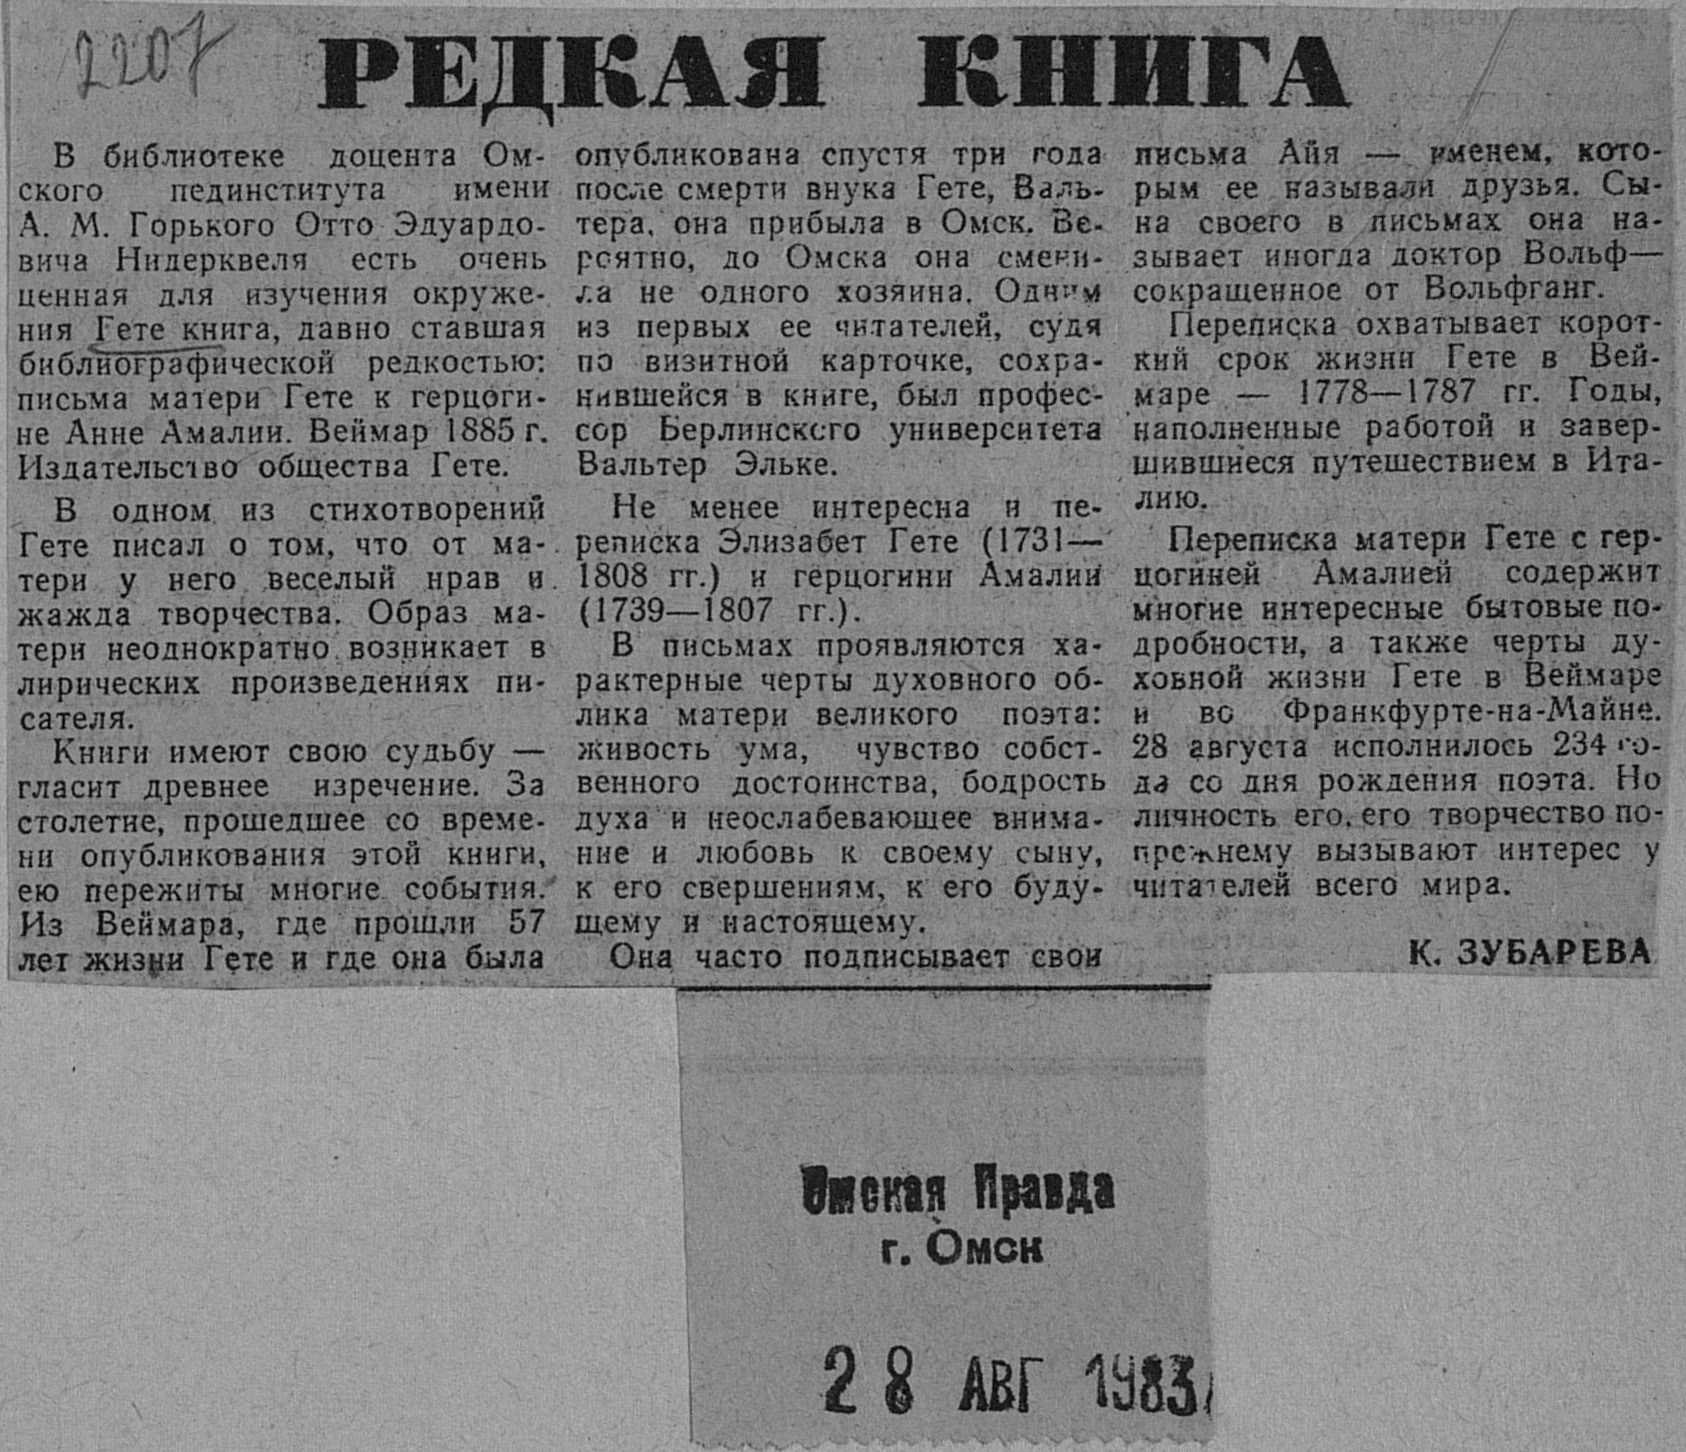 2207
РЕДКАЯ КНИГА
В библиотеке доцента Ом-
ского пединститута имени
А. М. Горького Отто Эдуардо-
вича Нидерквеля есть очень
ценная для изучения окруже-
ния Гете книга, давно ставшая
библиографической редкостью:
письма матери Гете к герцоги-
не Анне Амалии. Веймар 1885 г.
Издательство общества Гете.
В одном из стихотворений
Гете писал о том, что от ма-
тери у него веселый нрав и
жажда творчества. Образ ма-
тери неоднократно возникает в
лирических произведениях пи-
сателя.
Книги имеют свою судьбу —
гласит древнее изречение. За
столетие, прошедшее со време-
ни опубликования этой книги,
ею пережиты многие события.
Из Веймара, где прошли 57
лет жизни Гете и где она была
опубликована спустя три года
после смерти внука Гете, Валь-
тера, она прибыла в Омск. Ве-
роятно, до Омска она смени-
ла не одного хозяина. Одним
из первых ее читателей, судя
по визитной карточке, сохра-
нившейся в книге, был профес-
сор Берлинского университета
Вальтер Эльке.
Не менее интересна и пе-
реписка Элизабет Гете (1731—
1808 гг.) и герцогини Амалии
(1739—1807 гг.).
В письмах проявляются ха-
рактерные черты духовного об-
лика матери великого поэта:
живость ума, чувство собст-
венного достоинства, бодрость
духа и неослабевающее внима-
ние и любовь к своему сыну,
к его свершениям, к его буду-
щему и настоящему.
Она часто подписывает свои
письма Айя — именем, кото-
рым ее называли друзья. Сы-
на своего в письмах она на-
зывает иногда доктор Вольф—
сокращенное от Вольфганг.
Переписка охватывает корот-
кий срок жизни Гете в Вей-
маре — 1778—1787 гг. Годы,
наполненные работой и завер-
шившиеся путешествием в Ита-
лию.
Переписка матери Гете с гер-
цогиней Амалией содержит
многие интересные бытовые по-
дробности, а также черты ду-
ховной жизни Гете в Веймаре
и во Франкфурте-на-Майне.
28 августа исполнилось 234 го-
да со дня рождения поэта. Но
личность его, его творчество по-
прежнему вызывают интерес у
читателей всего мира.
К. ЗУБАРЕВА
Омская Правда
г. Омск
28 АВГ 1983